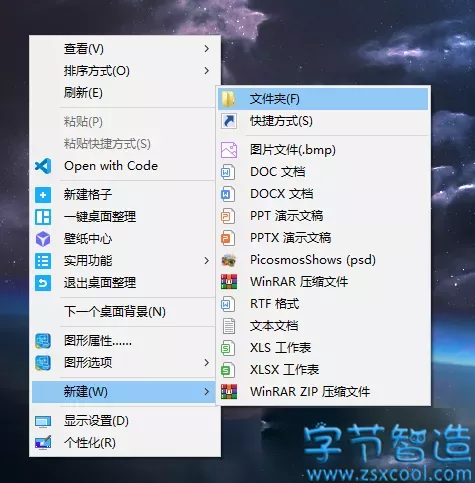 查看(V)
排序方式(O)
刷新(E)
粘贴(P)
粘贴快捷方式(S)
Open with Code
新建格子
一键桌面整理
壁纸中心
实用功能
退出桌面整理
下一个桌面背景(N)
图形属性......
图形选项
新建(W)
显示设置(D)
个性化(R)
文件夹(F)
快捷方式(S)
图片文件(.bmp)
DOC 文档
DOCX 文档
PPT 演示文稿
PPTX 演示文稿
PicosmosShows (psd)
WinRAR 压缩文件
RTF 格式
文本文档
XLS 工作表
XLSX 工作表
WinRAR ZIP 压缩文件
字节智造
www.zsxcool.com